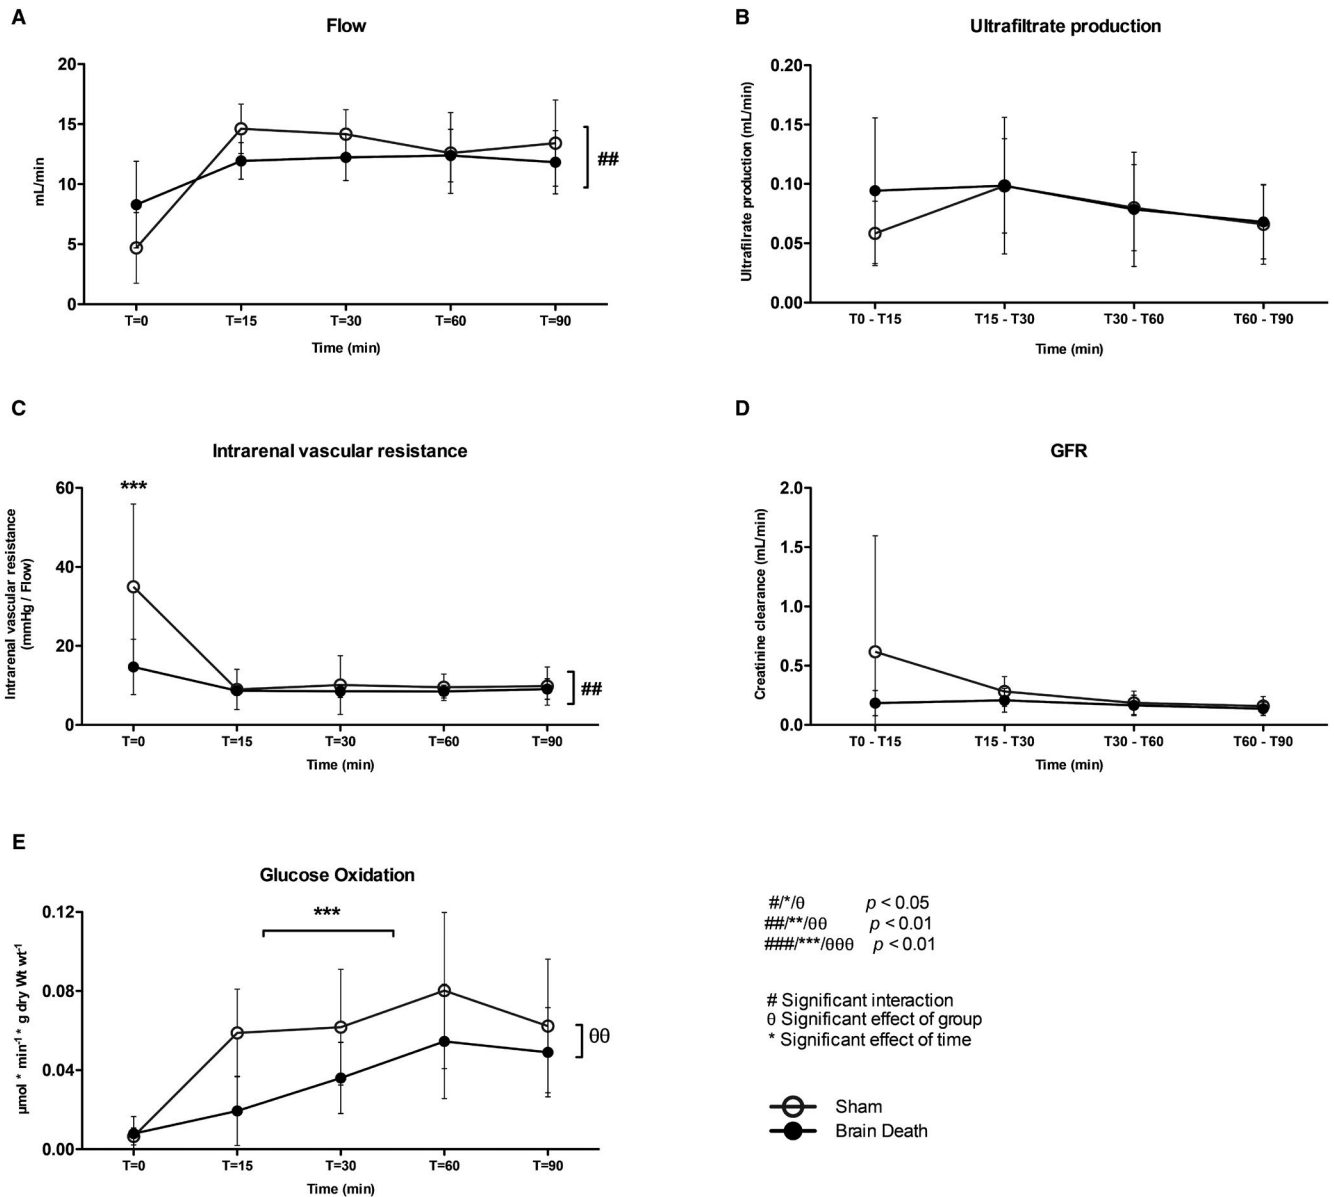 A
Flow
20
15
10
5
0
mL/min
T=0 T=15 T=30 T=60 T=90
Time (min)
##
B
Ultrafiltrate production
0.20
0.15
0.10
0.05
0.00
Ultrafiltrate production (mL/min)
T0 - T15 T15 - T30 T30 - T60 T60 - T90
Time (min)
C
Intrarenal vascular resistance
60
40
20
0
Intrarenal vascular resistance
(mmHg / Flow)
***
##
T=0 T=15 T=30 T=60 T=90
Time (min)
D
GFR
2.0
1.5
1.0
0.5
0.0
Creatinine clearance (mL/min)
T0 - T15 T15 - T30 T30 - T60 T60 - T90
Time (min)
E
Glucose Oxidation
0.12
0.08
0.04
0.00
µmol * min⁻¹ * g dry Wt wt⁻¹
***
θθ
T=0 T=15 T=30 T=60 T=90
Time (min)
#/*/θ p < 0.05
##/**/θθ p < 0.01
###/***/θθθ p < 0.01
# Significant interaction
θ Significant effect of group
* Significant effect of time
Sham
Brain Death